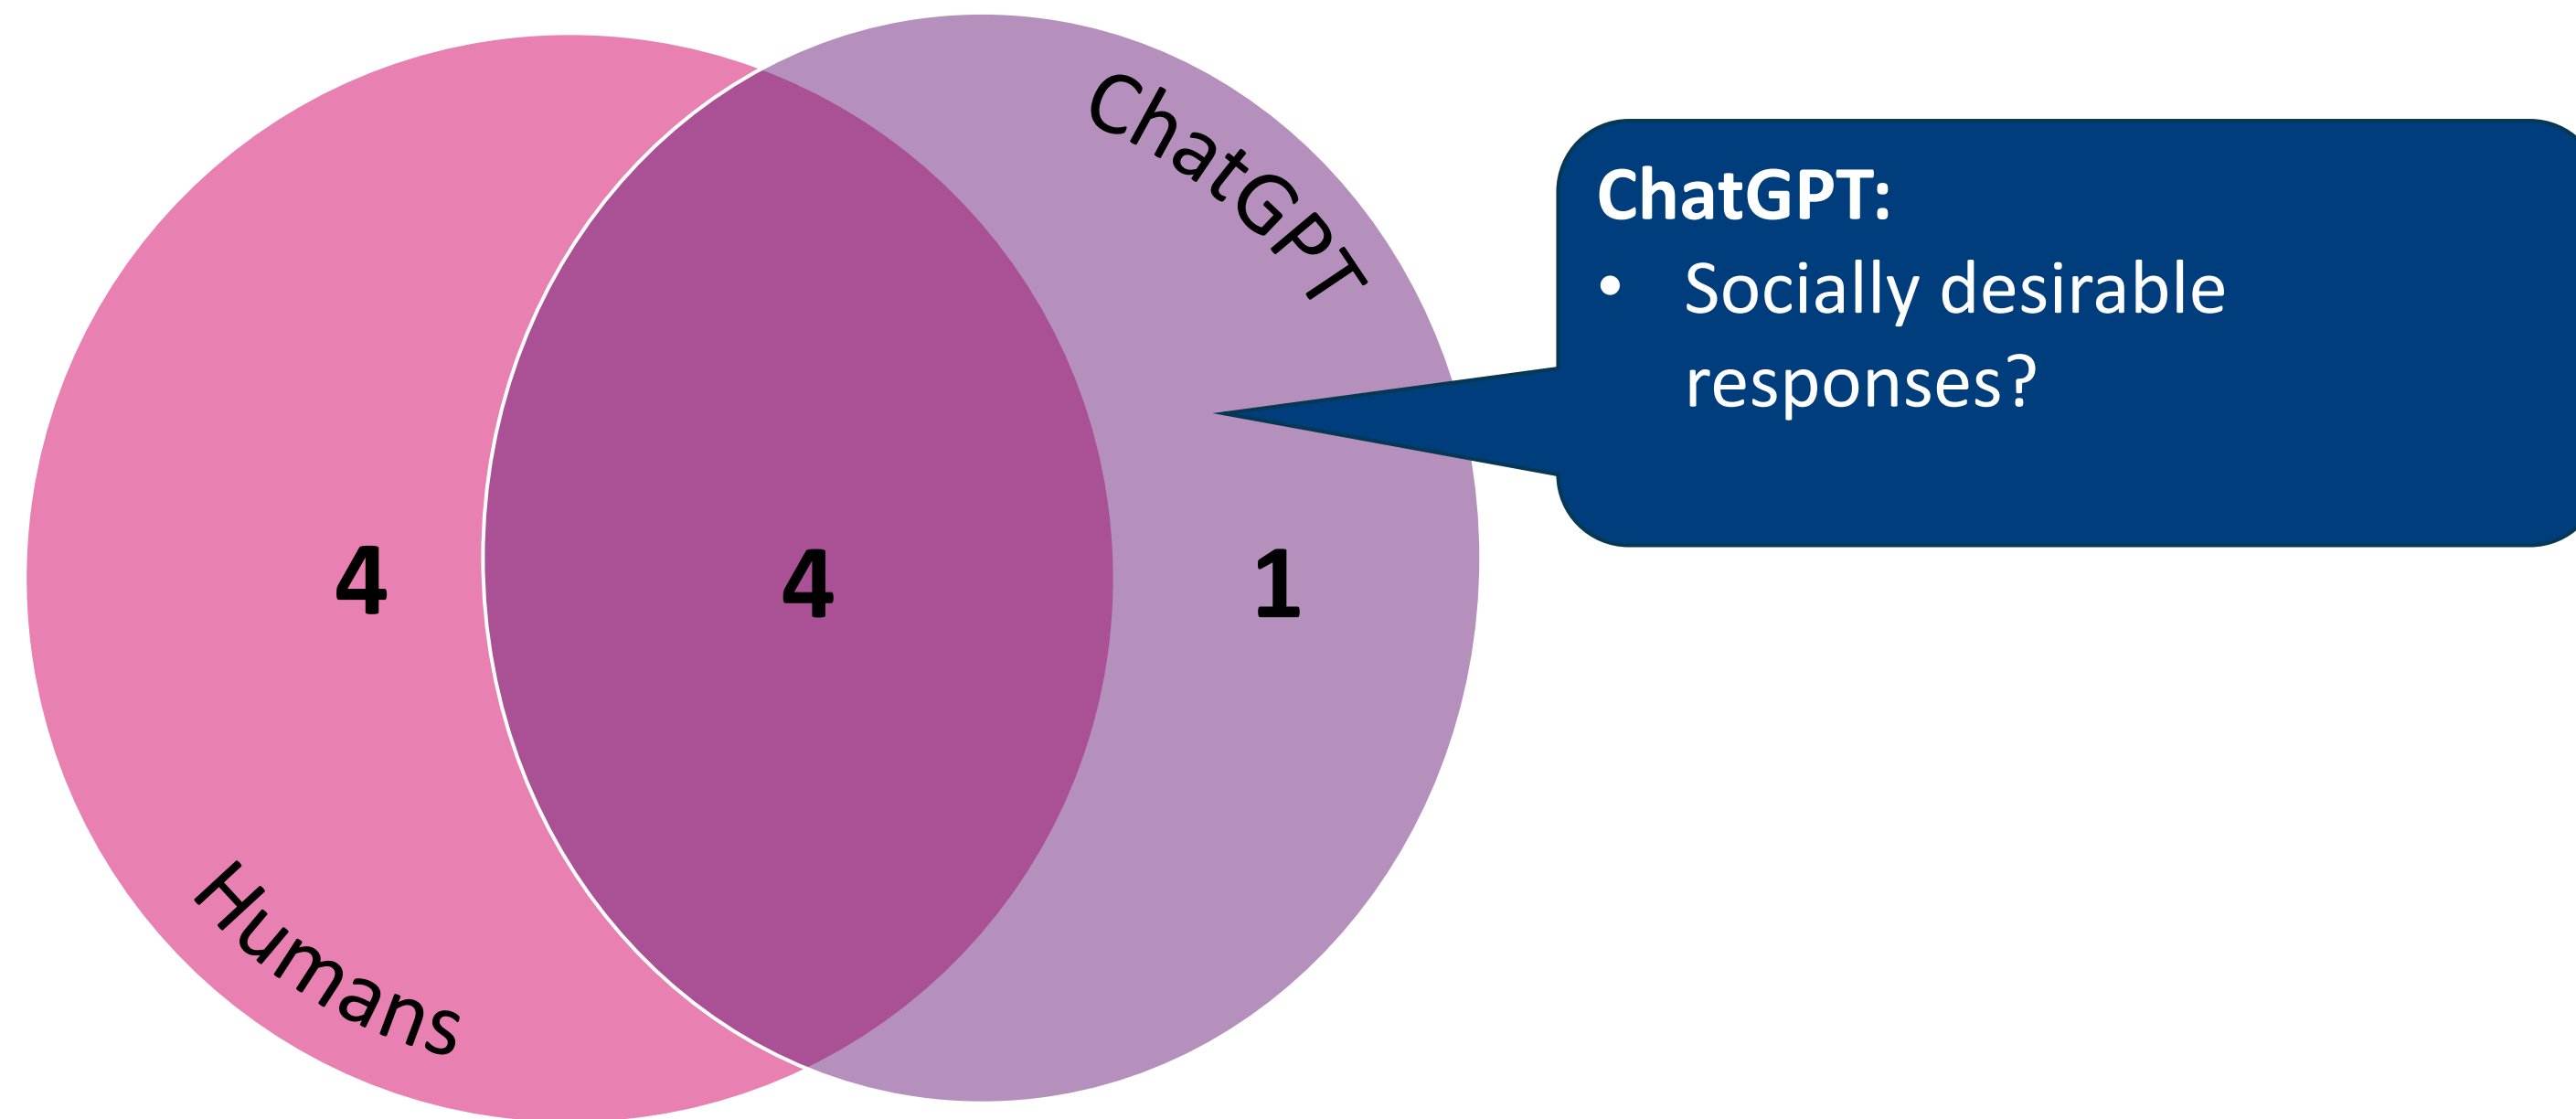 ChatGPT
ChatGPT:
• Socially desirable
responses?
4
4
1
Humans